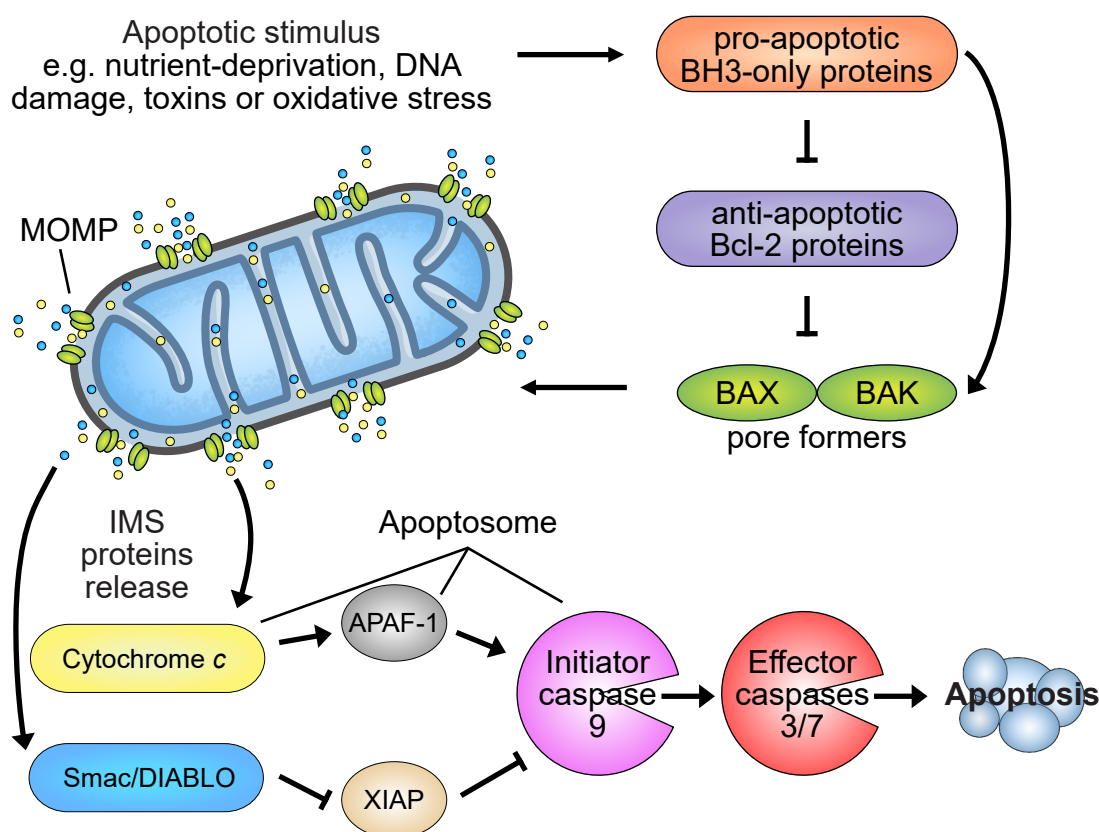 Apoptotic stimulus
e.g. nutrient-deprivation, DNA
damage, toxins or oxidative stress
pro-apoptotic
BH3-only proteins
MOMP
anti-apoptotic
Bcl-2 proteins
BAX
BAK
pore formers
IMS
proteins
release
Apoptosome
Cytochrome c
APAF-1
Initiator
caspase
9
Effector
caspases
3/7
Apoptosis
Smac/DIABLO
XIAP